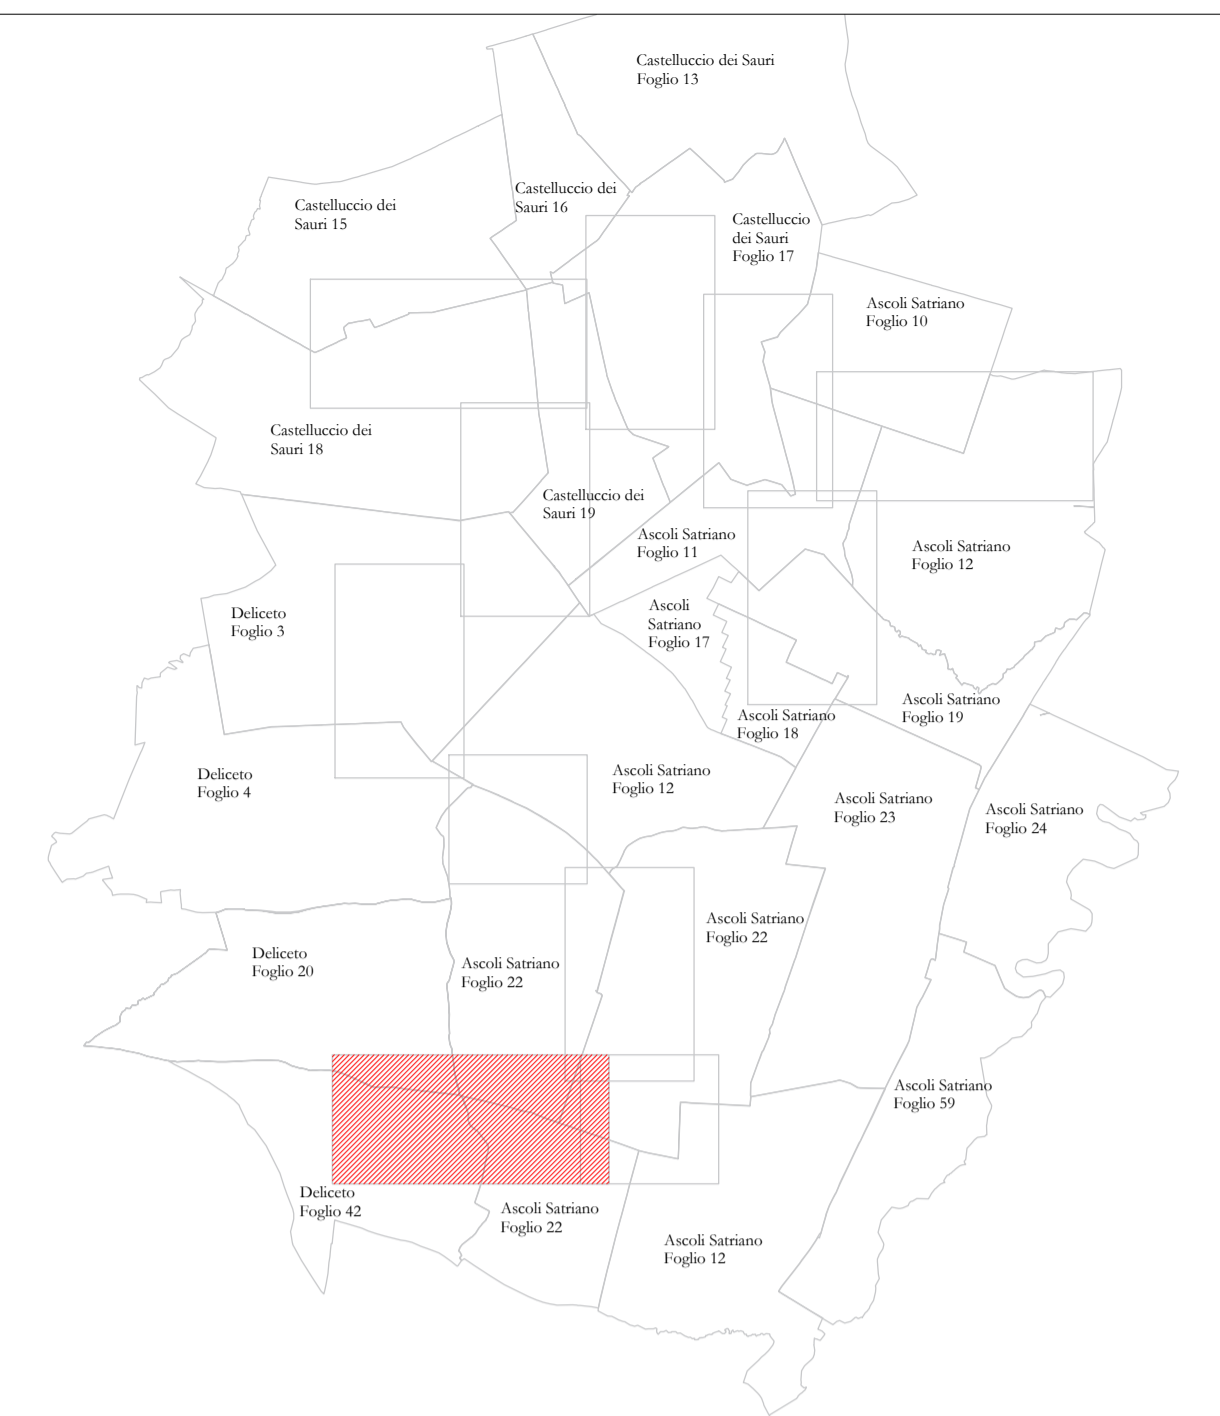 Castelluccio dei Sauri
Foglio 13
Castelluccio dei
Sauri 16
Castelluccio dei
Sauri 15
Castelluccio
dei Sauri
Foglio 17
Ascoli Satriano
Foglio 10
Castelluccio dei
Sauri 18
Castelluccio dei
Sauri 19
Ascoli Satriano
Foglio 11
Ascoli Satriano
Foglio 12
Deliceto
Foglio 3
Ascoli
Satriano
Foglio 17
Ascoli Satriano
Foglio 19
Ascoli Satriano
Foglio 18
Deliceto
Foglio 4
Ascoli Satriano
Foglio 12
Ascoli Satriano
Foglio 23
Ascoli Satriano
Foglio 24
Ascoli Satriano
Foglio 22
Deliceto
Foglio 20
Ascoli Satriano
Foglio 22
Ascoli Satriano
Foglio 59
Deliceto
Foglio 42
Ascoli Satriano
Foglio 22
Ascoli Satriano
Foglio 12